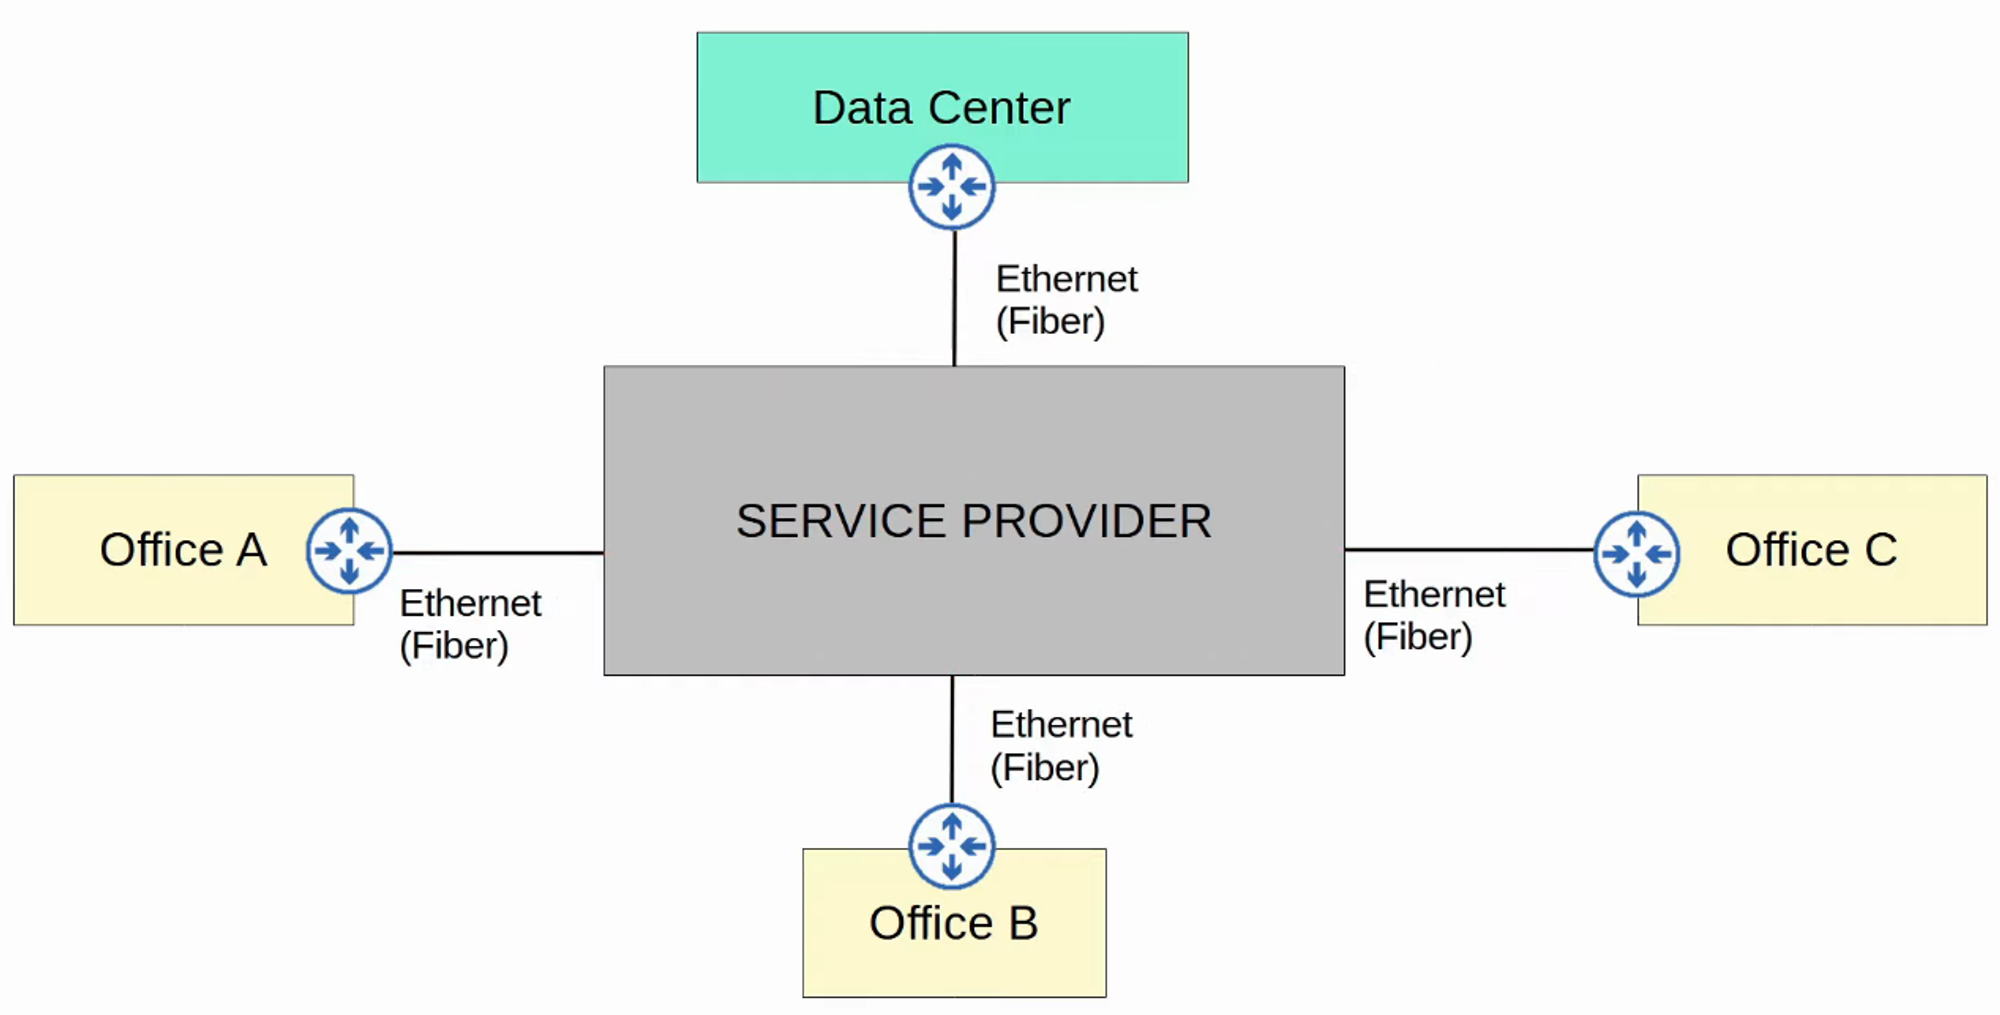 Data Center
Ethernet
(Fiber)
SERVICE PROVIDER
Office A
Ethernet
(Fiber)
Office C
Ethernet
(Fiber)
Ethernet
(Fiber)
Office B